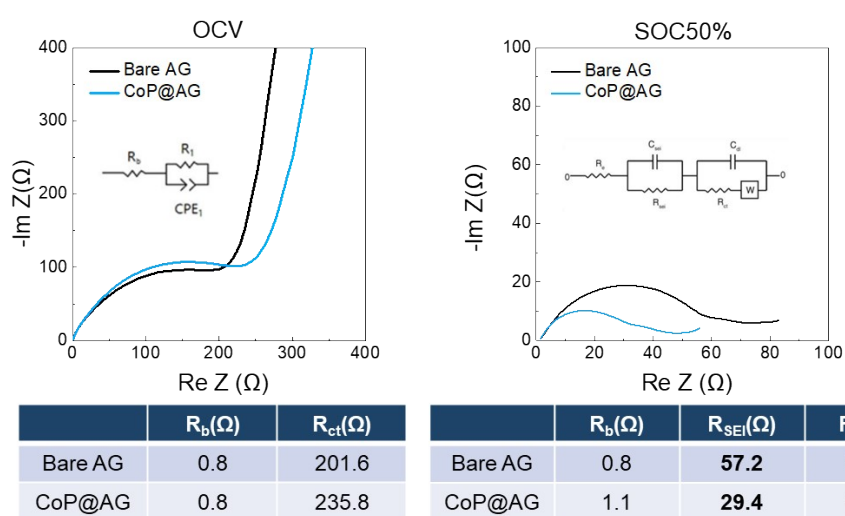 OCV
400
300
200
100
0
0 100 200 300 400
-Im Z(Ω)
Re Z (Ω)
Bare AG
CoP@AG
R_b
R_1
CPE_1
SOC50%
100
80
60
40
20
0
0 20 40 60 80 100
-Im Z(Ω)
Re Z (Ω)
Bare AG
CoP@AG
0
R_s
C_sei
R_sei
C_dl
R_ct
W
0
R_b(Ω) R_ct(Ω)
Bare AG 0.8 201.6
CoP@AG 0.8 235.8
R_b(Ω) R_SEI(Ω)
Bare AG 0.8 57.2
CoP@AG 1.1 29.4